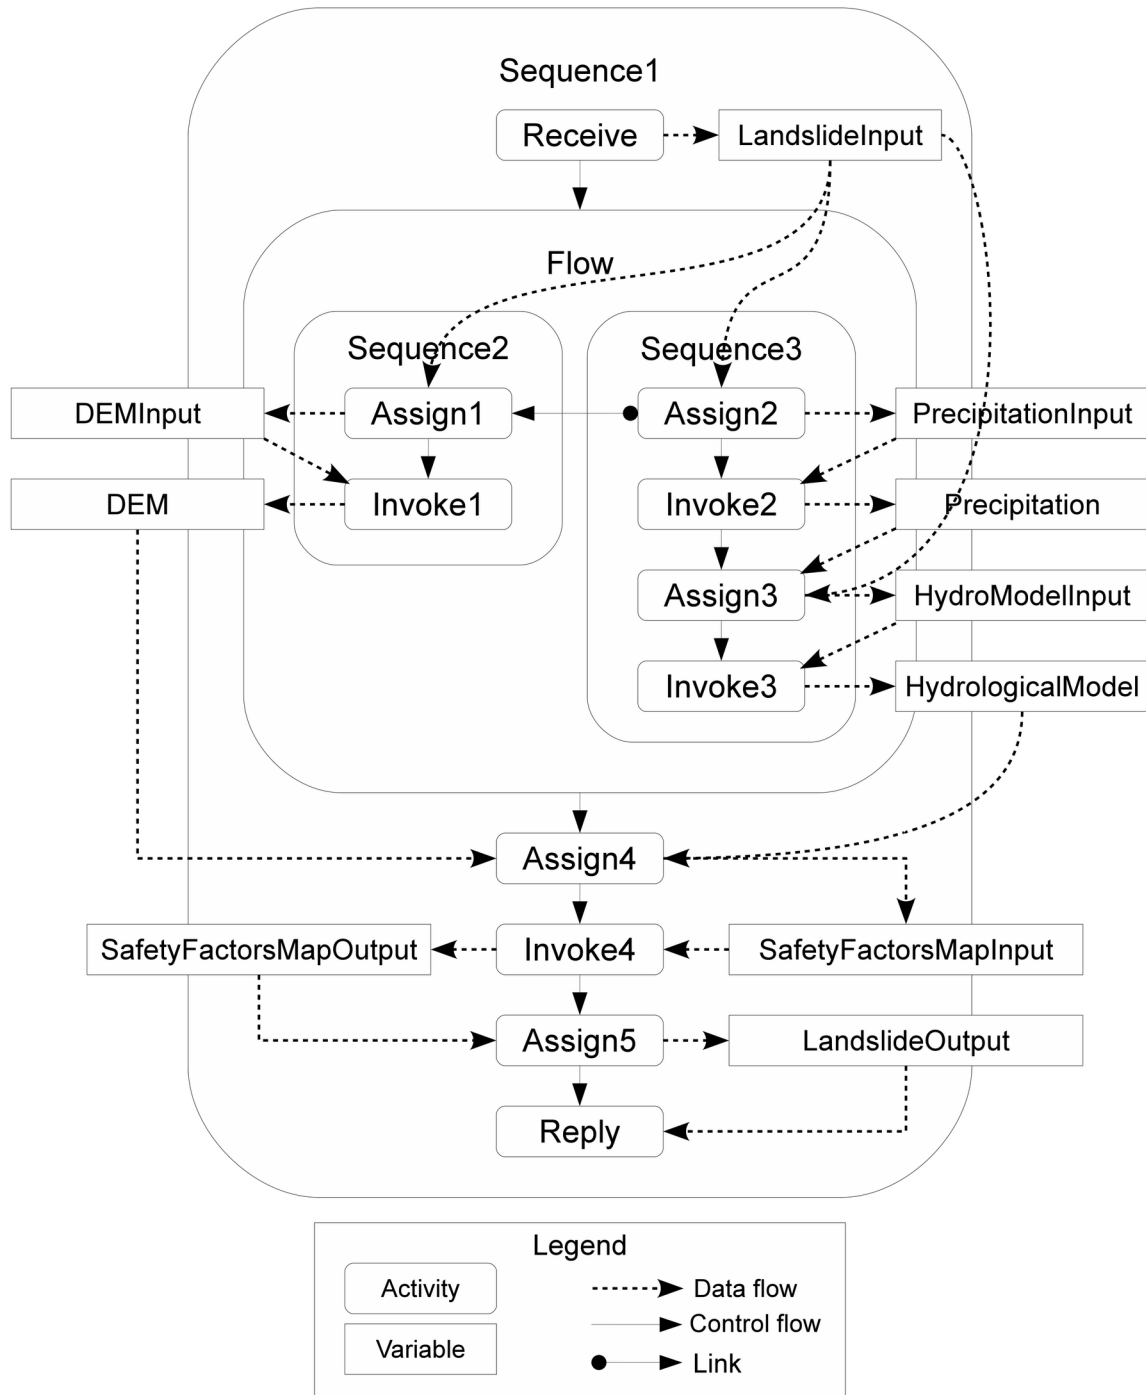 Sequence1
Receive
LandslideInput
Flow
Sequence2
Sequence3
DEMInput
Assign1
Assign2
PrecipitationInput
DEM
Invoke1
Invoke2
Precipitation
Assign3
HydroModelInput
Invoke3
HydrologicalModel
Assign4
SafetyFactorsMapOutput
Invoke4
SafetyFactorsMapInput
Assign5
LandslideOutput
Reply
Legend
Activity
Data flow
Control flow
Variable
Link